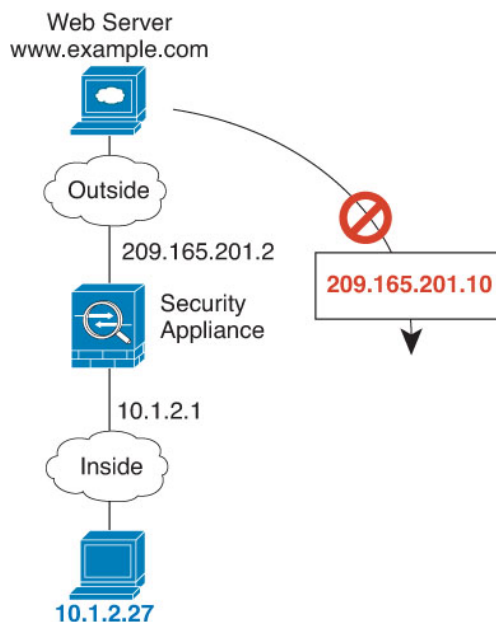 Web Server
www.example.com
Outside
209.165.201.2
209.165.201.10
Security
Appliance
10.1.2.1
Inside
10.1.2.27